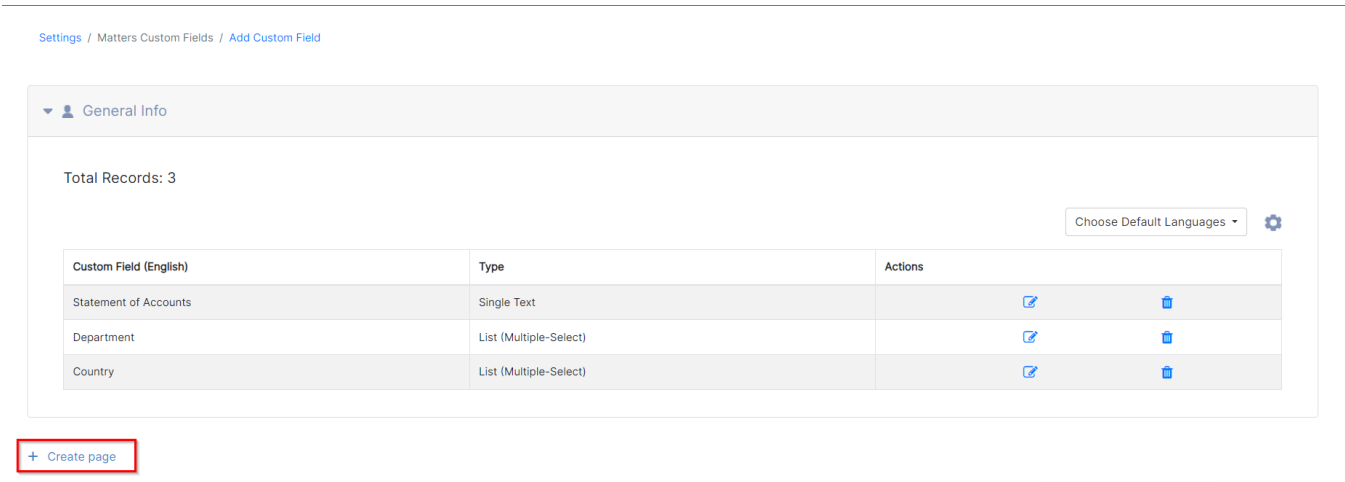 Settings / Matters Custom Fields / Add Custom Field
General Info
Total Records: 3
Choose Default Languages
Custom Field (English) Type Actions
Statement of Accounts Single Text
Department List (Multiple-Select)
Country List (Multiple-Select)
+ Create page